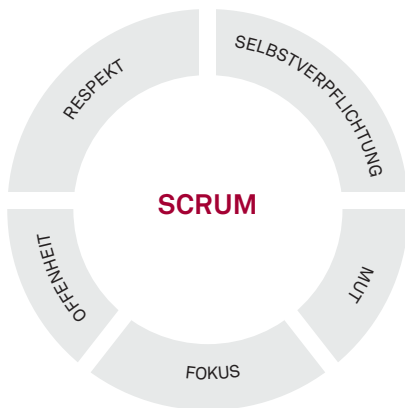 RESPEKT
SELBSTVERPFLICHTUNG
SCRUM
OFFENHEIT
MUT
FOKUS